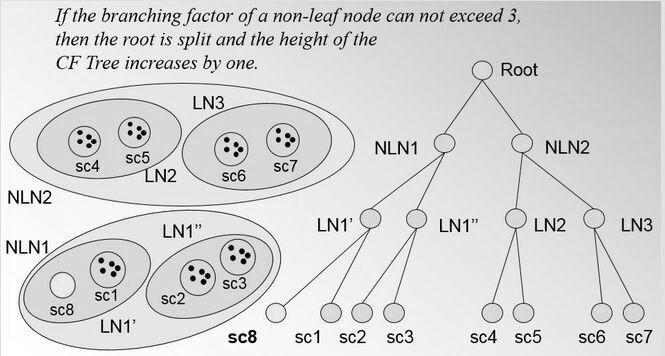 If the branching factor of a non-leaf node can not exceed 3,
then the root is split and the height of the
CF Tree increases by one.
Root
LN3
NLN1
NLN2
sc4
sc5
LN2
sc6
sc7
NLN2
NLN1
LN1’’
LN1’
LN1’’
LN2
LN3
sc8
sc1
sc2
sc3
LN1’
sc8
sc1
sc2
sc3
sc4
sc5
sc6
sc7